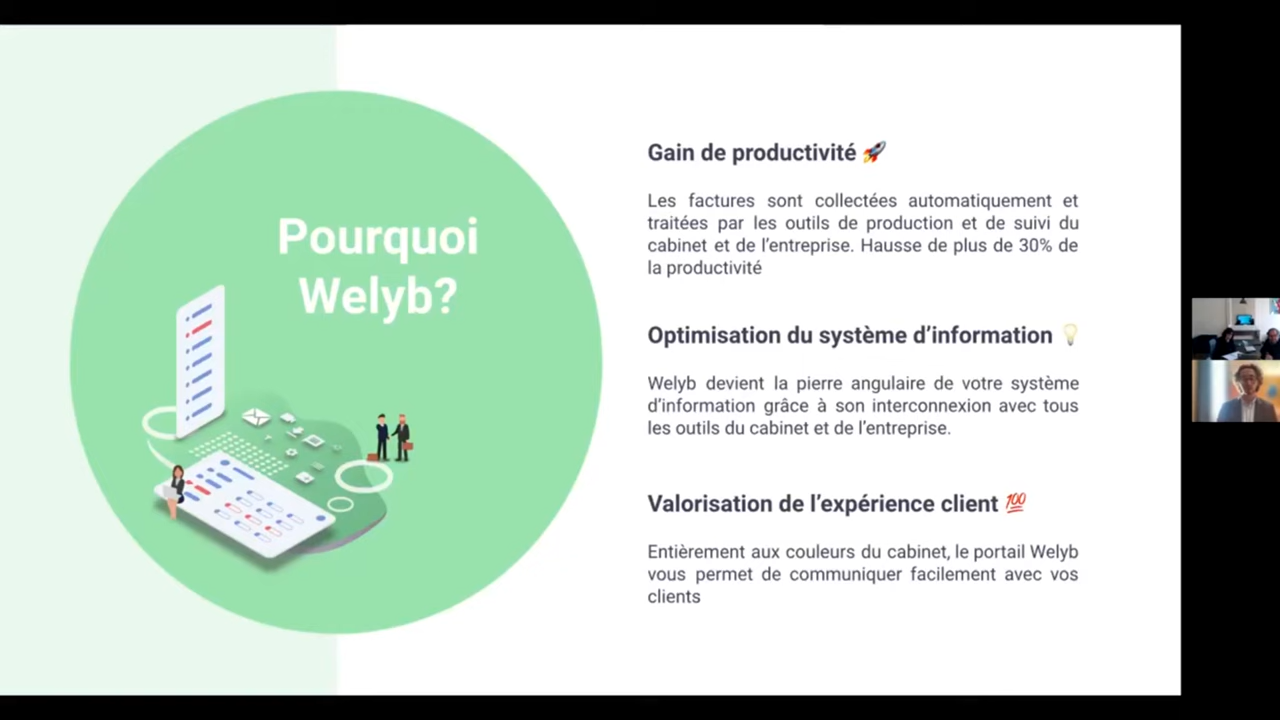 Pourquoi
Welyb?
Gain de productivité 🚀
Les factures sont collectées automatiquement et
traitées par les outils de production et de suivi du
cabinet et de l’entreprise. Hausse de plus de 30% de
la productivité
Optimisation du système d’information 💡
Welyb devient la pierre angulaire de votre système
d’information grâce à son interconnexion avec tous
les outils du cabinet et de l’entreprise.
Valorisation de l’expérience client 💯
Entièrement aux couleurs du cabinet, le portail Welyb
vous permet de communiquer facilement avec vos
clients